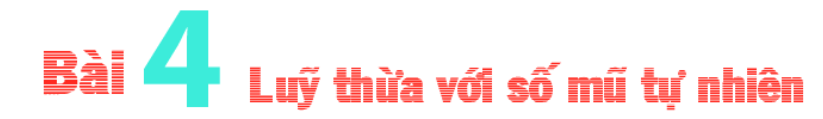 Bài 4 Luỹ thừa với số mũ tự nhiên